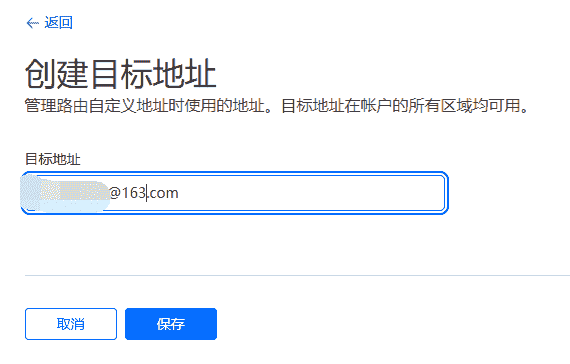 ← 返回
创建目标地址
管理路由自定义地址时使用的地址。目标地址在帐户的所有区域均可用。
目标地址
@163.com
取消
保存